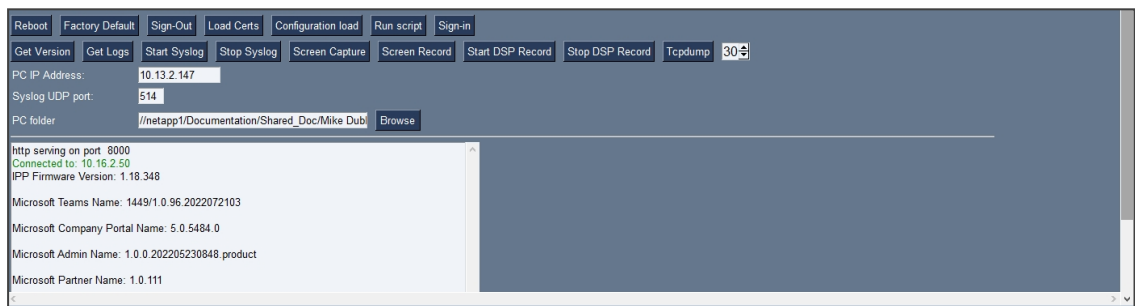 Reboot Factory Default Sign-Out Load Certs Configuration load Run script Sign-in
Get Version Get Logs Start Syslog Stop Syslog Screen Capture Screen Record Start DSP Record Stop DSP Record Tcpdump 30
PC IP Address: 10.13.2.147
Syslog UDP port: 514
PC folder //netapp1/Documentation/Shared_Doc/Mike Dubl Browse
http serving on port 8000
Connected to: 10.16.2.50
IPP Firmware Version: 1.18.348
Microsoft Teams Name: 1449/1.0.96.2022072103
Microsoft Company Portal Name: 5.0.5484.0
Microsoft Admin Name: 1.0.0.202205230848.product
Microsoft Partner Name: 1.0.111